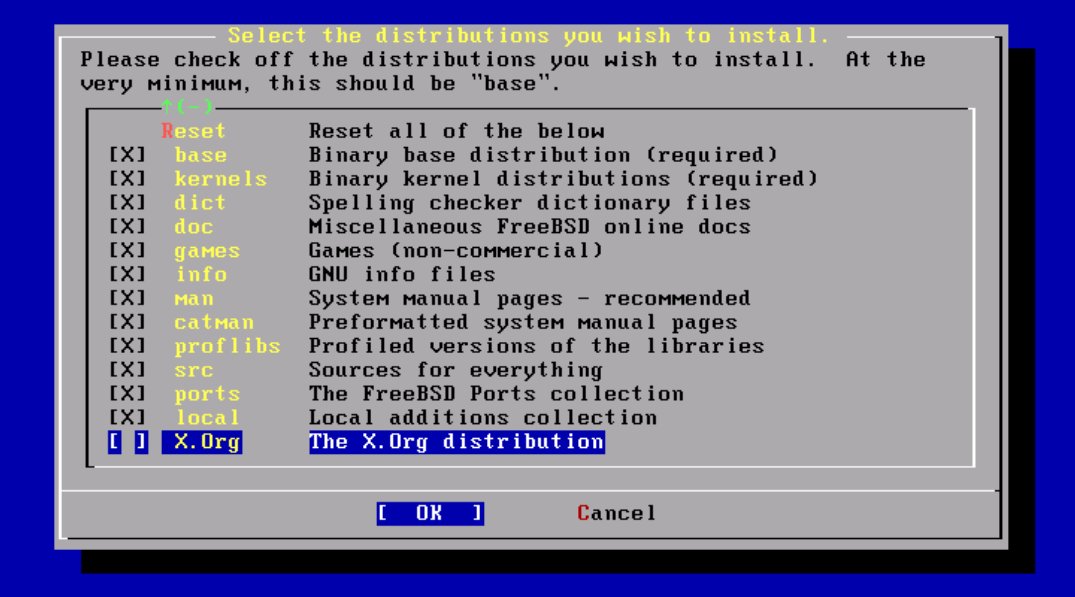 Select the distributions you wish to install.
Please check off the distributions you wish to install.  At the
very minimum, this should be "base".
↑(-)
Reset     Reset all of the below
[X]  base      Binary base distribution (required)
[X]  kernels   Binary kernel distributions (required)
[X]  dict      Spelling checker dictionary files
[X]  doc       Miscellaneous FreeBSD online docs
[X]  games     Games (non-commercial)
[X]  info      GNU info files
[X]  man       System manual pages - recommended
[X]  catman    Preformatted system manual pages
[X]  proflibs  Profiled versions of the libraries
[X]  src       Sources for everything
[X]  ports     The FreeBSD Ports collection
[X]  local     Local additions collection
[ ]  X.Org     The X.Org distribution
[  OK  ]     Cancel